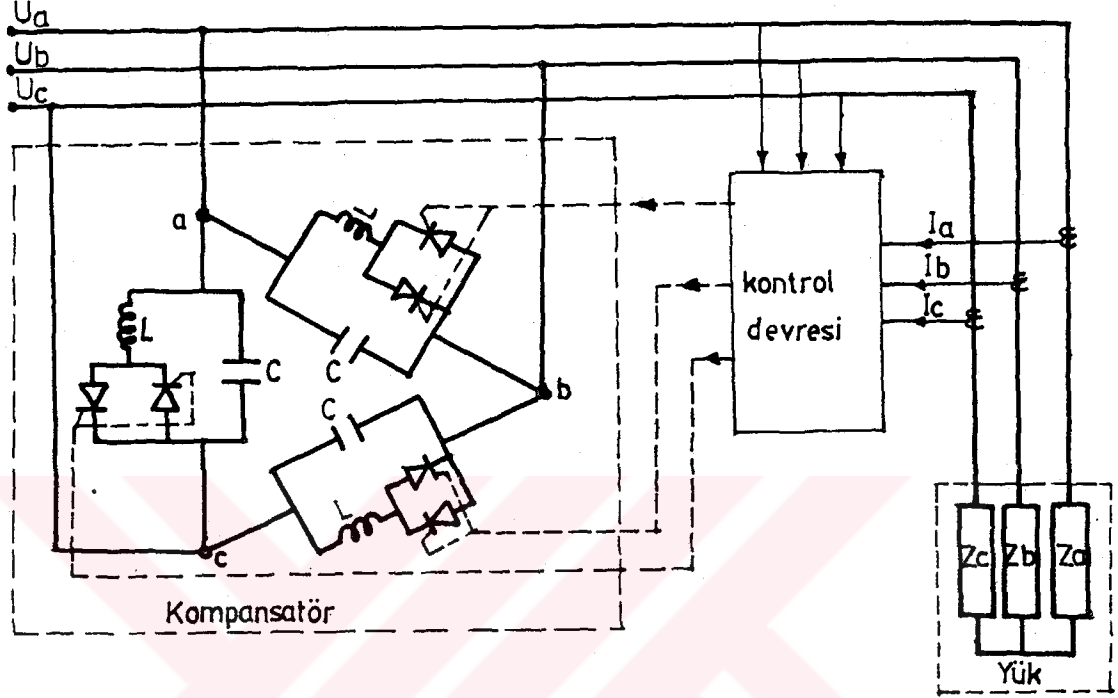 Ua
Ub
Uc
a
L
Ia
Ib
kontrol
Ic
devresi
L
C
C
C
b
L
c
Zc Zb Za
Kompansatör
Yük